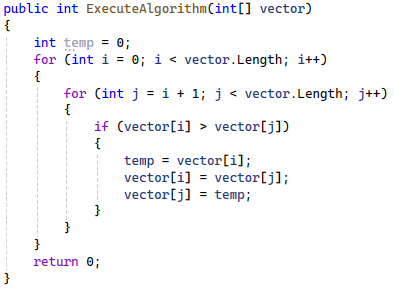 public int ExecuteAlgorithm(int[] vector)
{
    int temp = 0;
    for (int i = 0; i < vector.Length; i++)
    {
        for (int j = i + 1; j < vector.Length; j++)
        {
            if (vector[i] > vector[j])
            {
                temp = vector[i];
                vector[i] = vector[j];
                vector[j] = temp;
            }
        }
    }
    return 0;
}